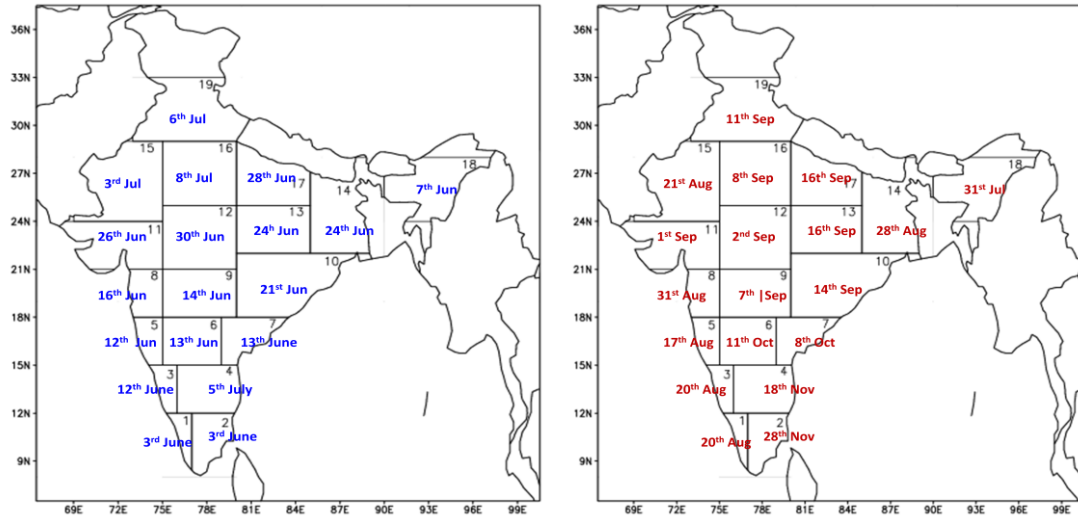 36N
33N
30N
27N
24N
21N
18N
15N
12N
9N
19
6th Jul
15
16
3rd Jul
8th Jul
28th Jun
17
14
18
7th Jun
11
12
13
26th Jun
30th Jun
24h Jun
24th Jun
10
8
9
16th Jun
14th Jun
21st Jun
5
6
7
12th Jun
13th Jun
13th June
3
4
12th June
5th July
1
2
3rd June
3rd June
69E 72E 75E 78E 81E 84E 87E 90E 93E 96E 99E
36N
33N
30N
27N
24N
21N
18N
15N
12N
9N
19
11th Sep
15
16
21st Aug
8th Sep
16th Sep
17
14
18
31st Jul
11
12
13
1st Sep
2nd Sep
16th Sep
28th Aug
10
8
9
31st Aug
7th |Sep
14th Sep
5
6
7
17th Aug
11th Oct
8th Oct
3
4
20th Aug
18th Nov
1
2
20th Aug
28th Nov
69E 72E 75E 78E 81E 84E 87E 90E 93E 96E 99E